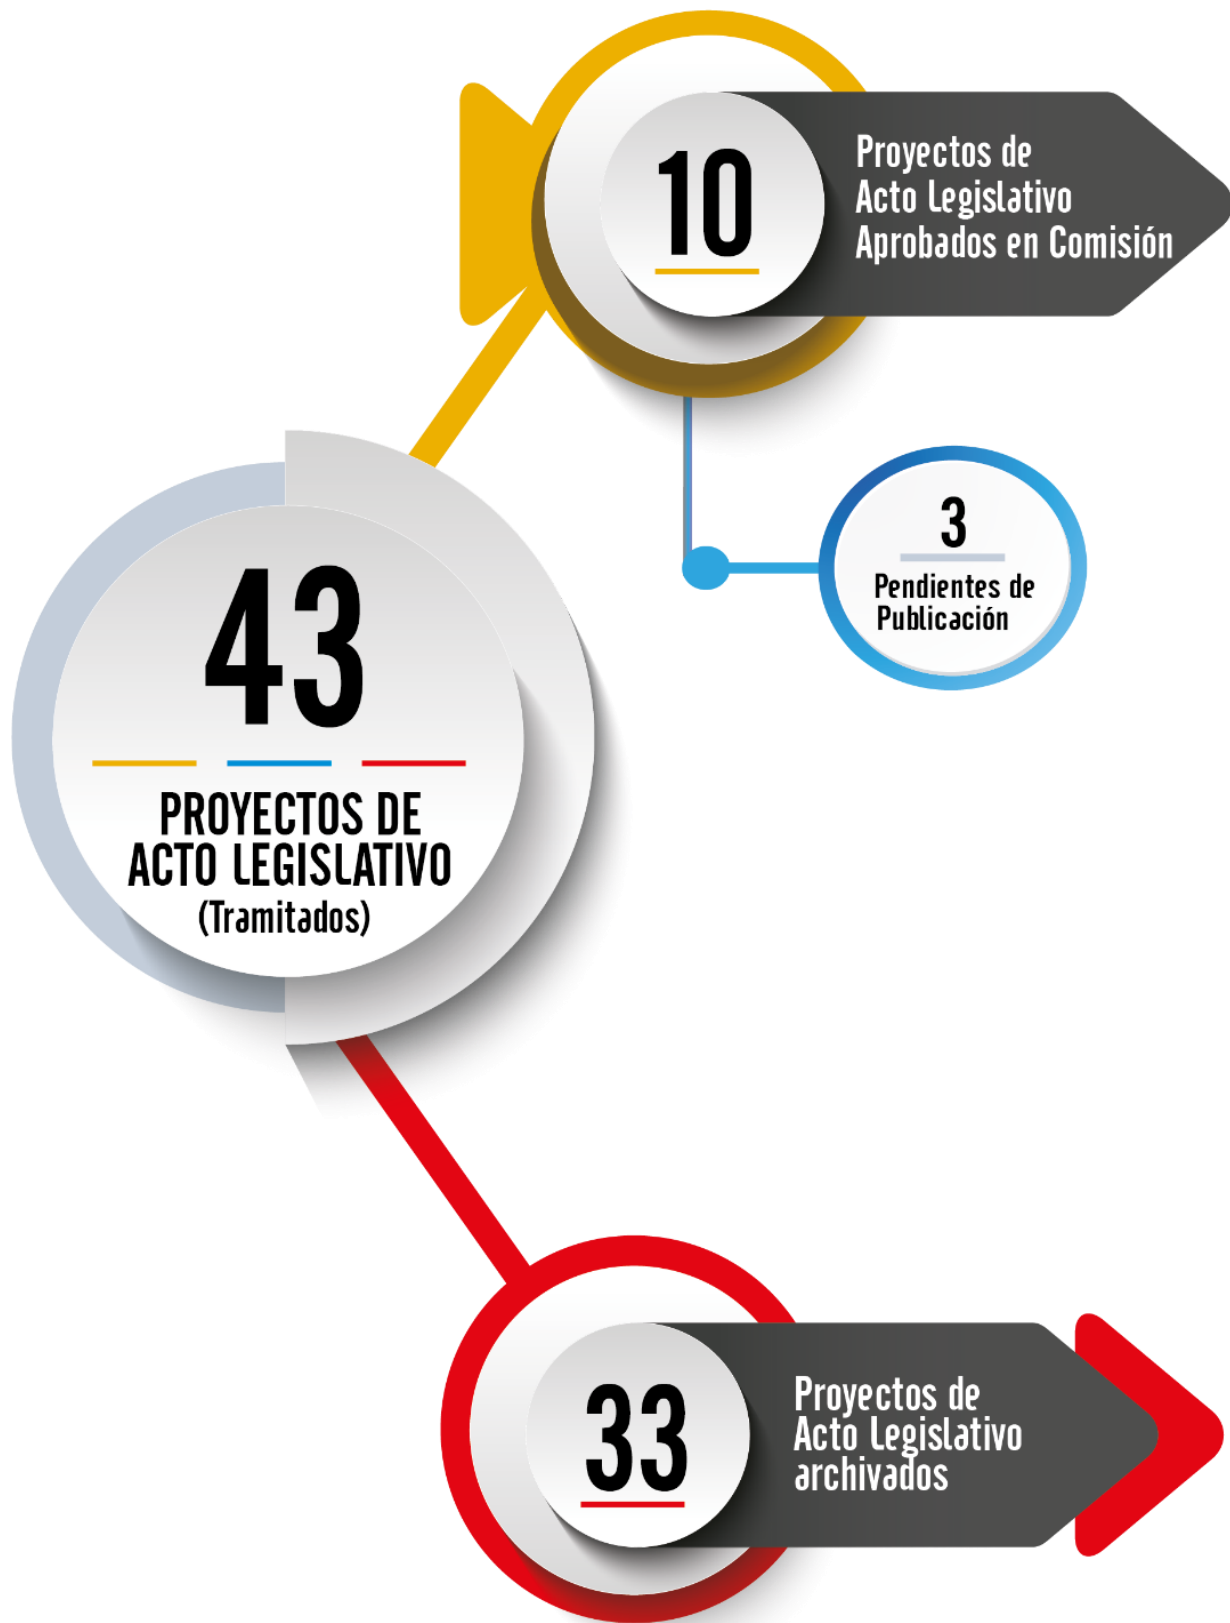 10
Proyectos de
Acto Legislativo
Aprobados en Comisión
3
Pendientes de
Publicación
43
PROYECTOS DE
ACTO LEGISLATIVO
(Tramitados)
33
Proyectos de
Acto Legislativo
archivados